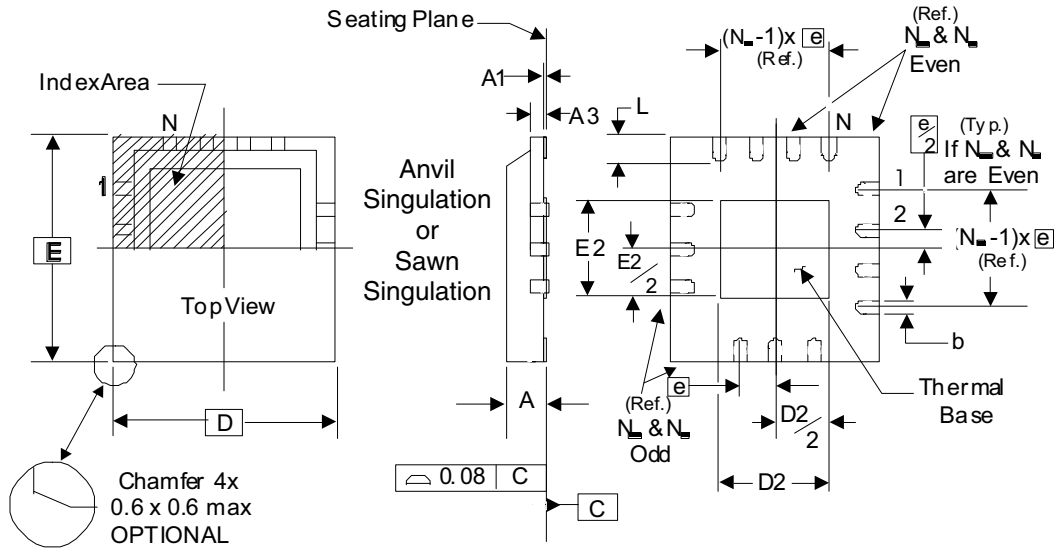 Seating Plane
Index Area
N
1
E
Top View
D
Chamfer 4x
0.6 x 0.6 max
OPTIONAL
A1
A3
Anvil
Singulation
or
Sawn
Singulation
A
0.08 C
C
L
(N -1)x e
(Ref.)
(Ref.)
N & N
Even
N
e/2
(Typ.)
If N & N
are Even
1
2
(N -1)x e
(Ref.)
b
E2
E2/2
Thermal
Base
e
(Ref.)
N & N
Odd
D2/2
D2